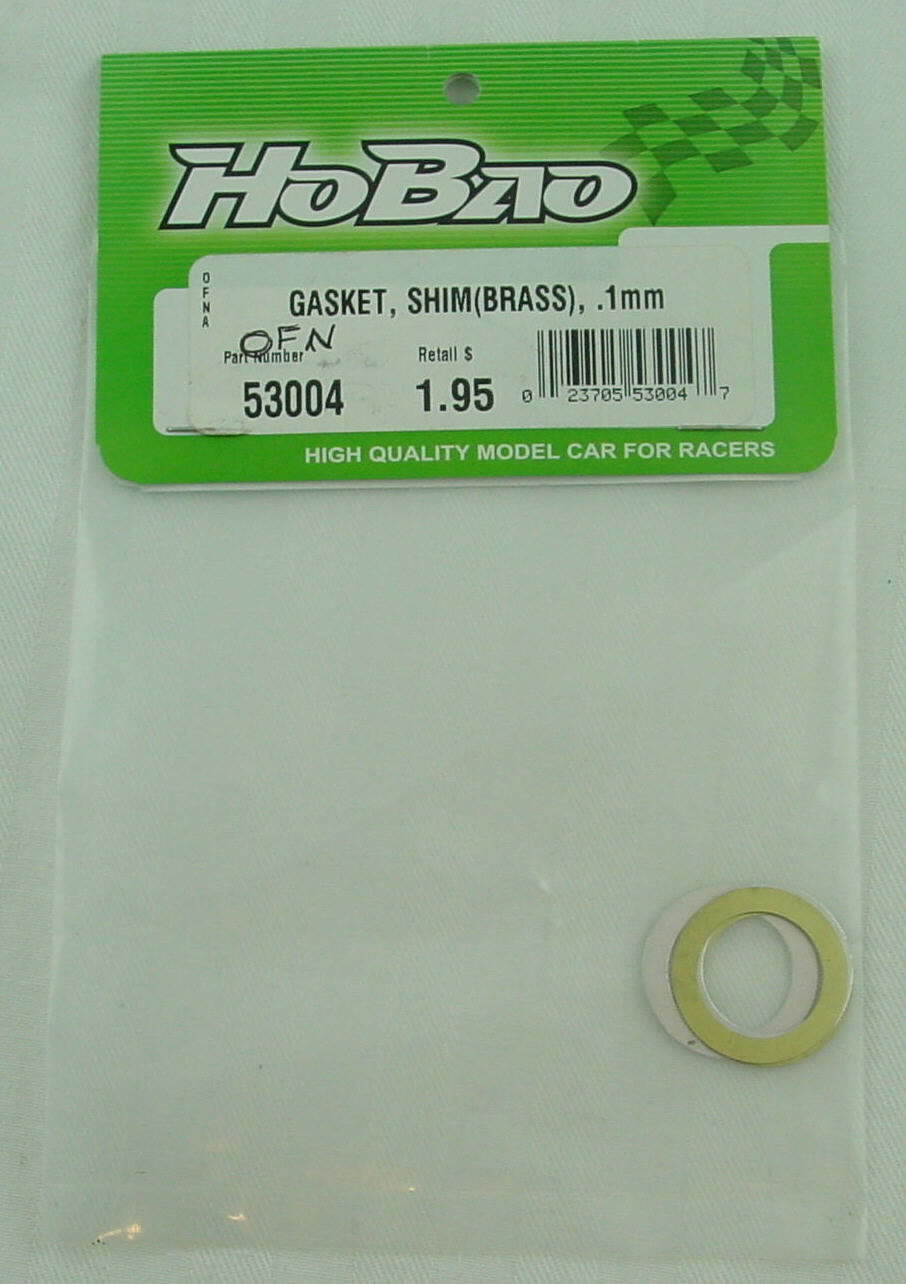 HoBao
OFNA
GASKET, SHIM(BRASS), .1mm
OFN
Part Number
Retail $
53004
1.95
0 23705 53004 7
HIGH QUALITY MODEL CAR FOR RACERS